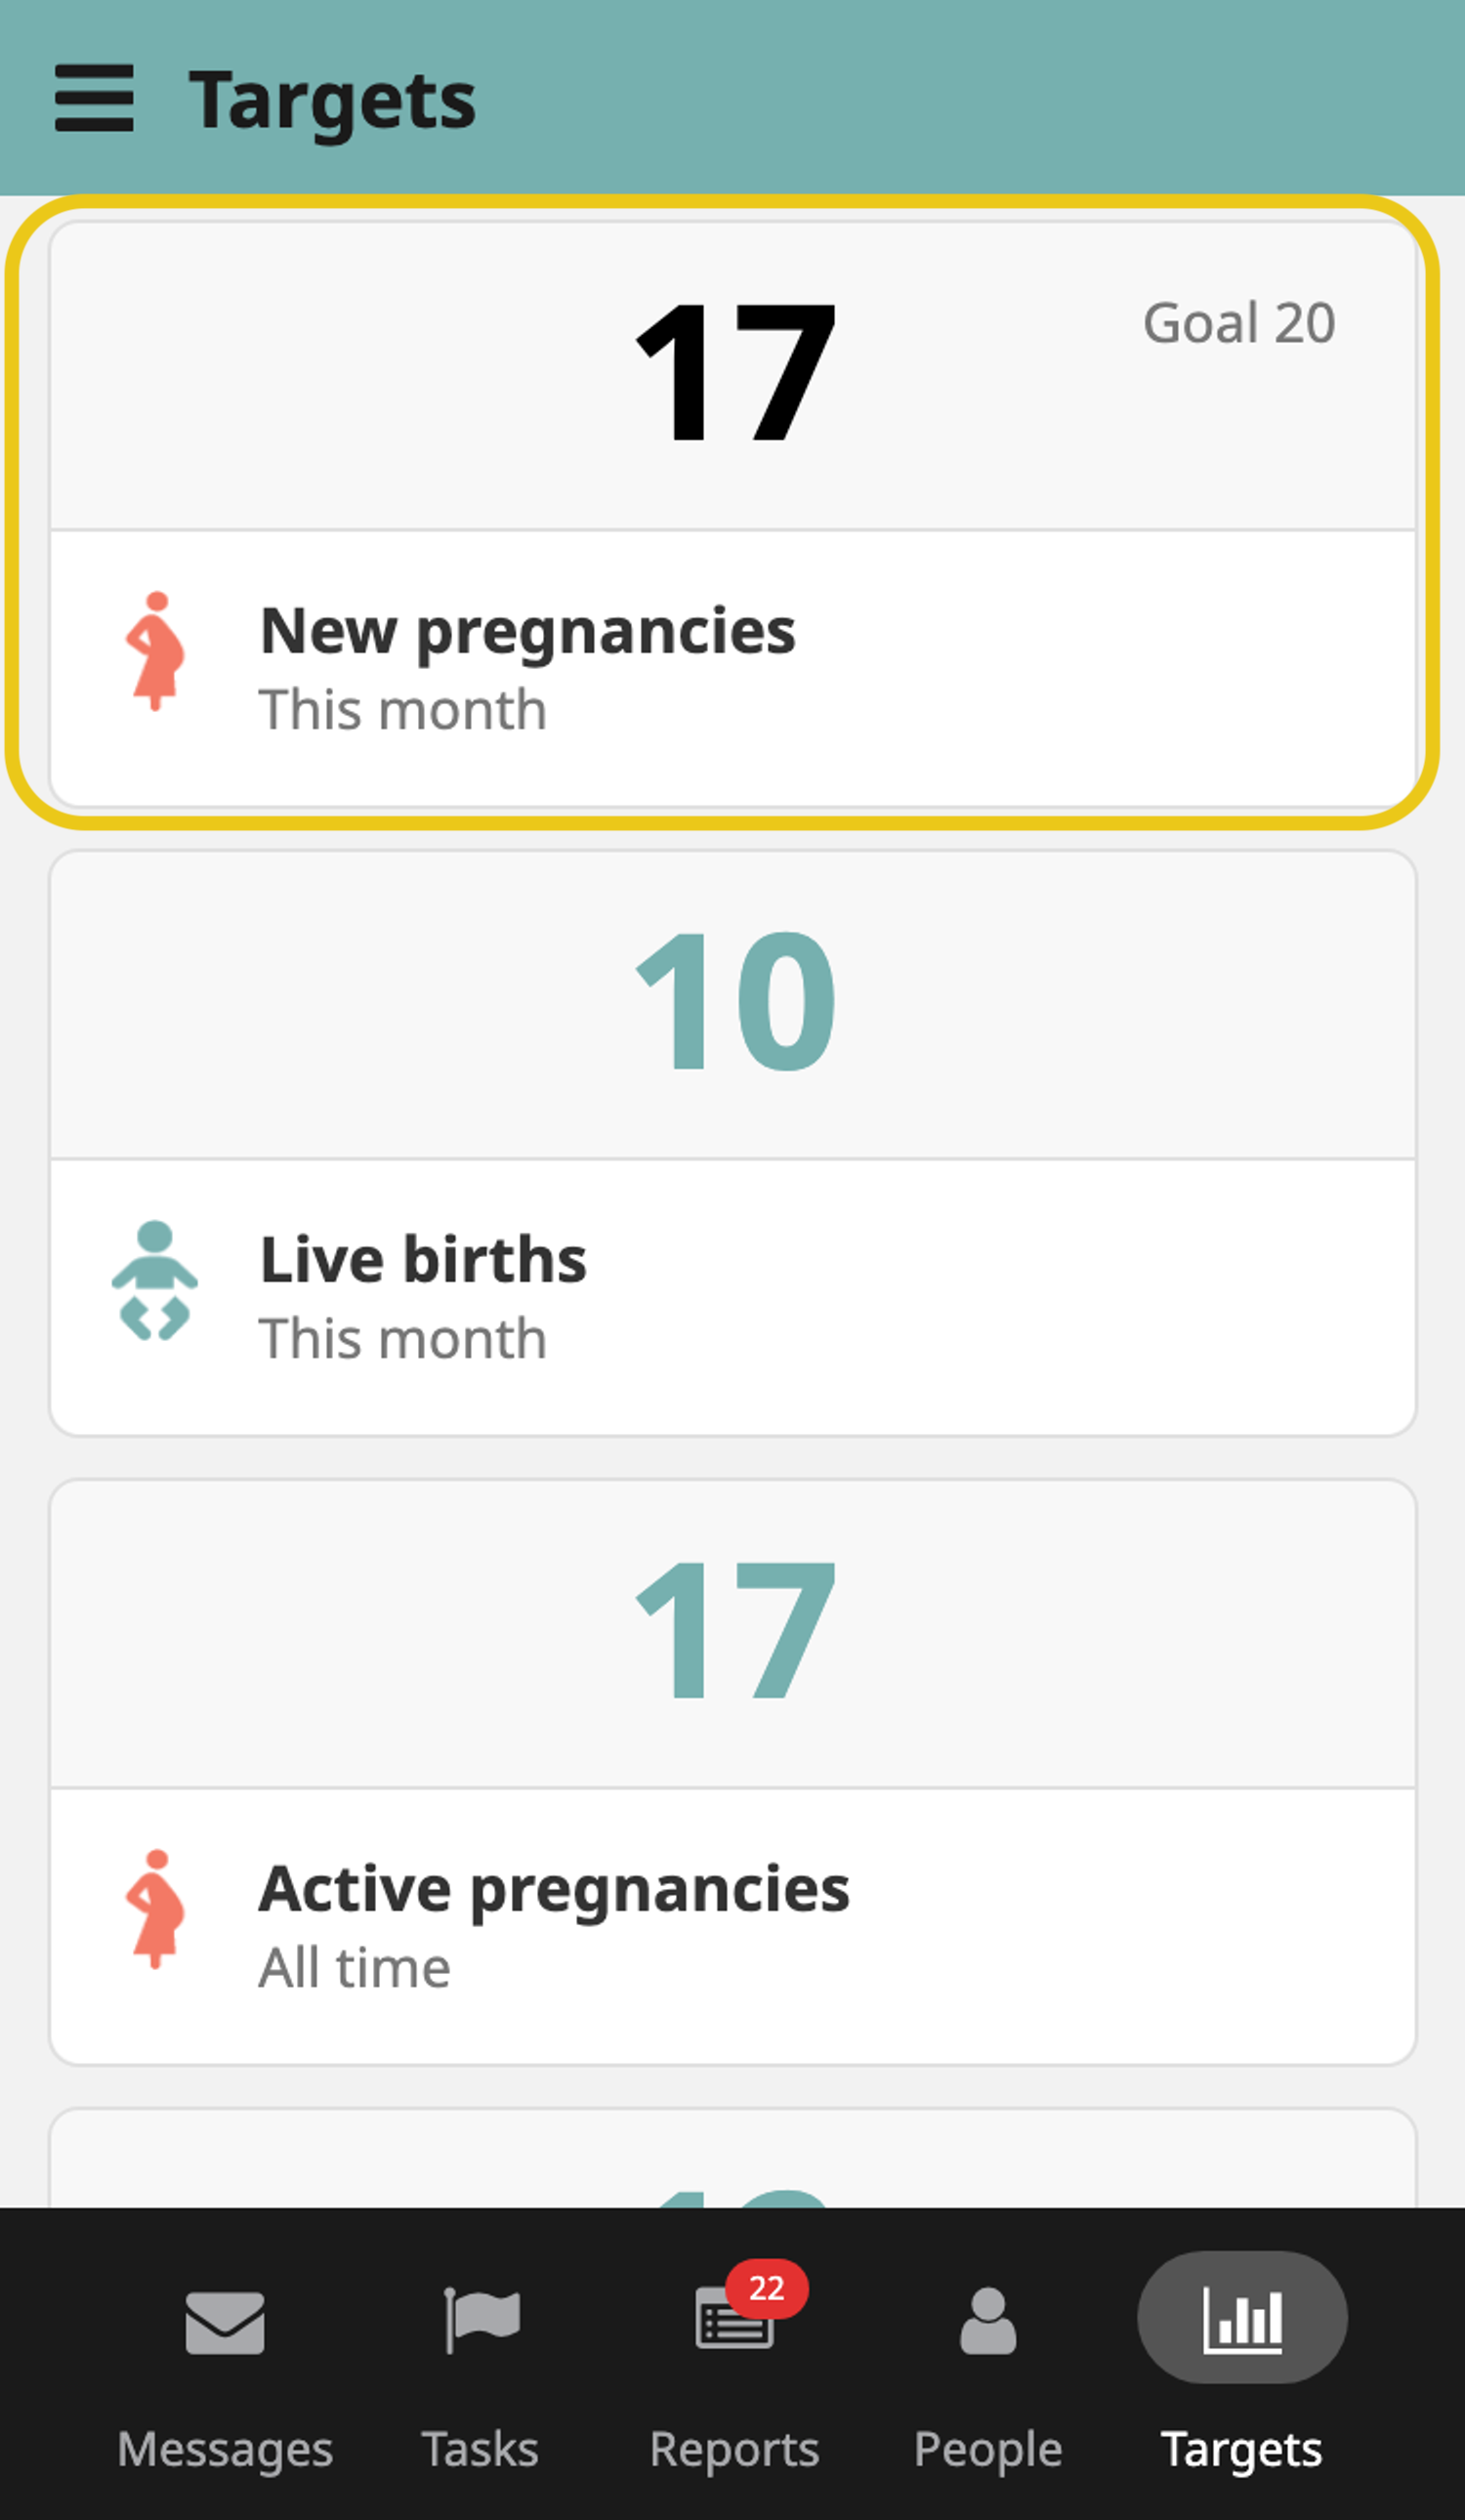 Targets
17
Goal 20
New pregnancies
This month
10
Live births
This month
17
Active pregnancies
All time
22
Messages
Tasks
Reports
People
Targets